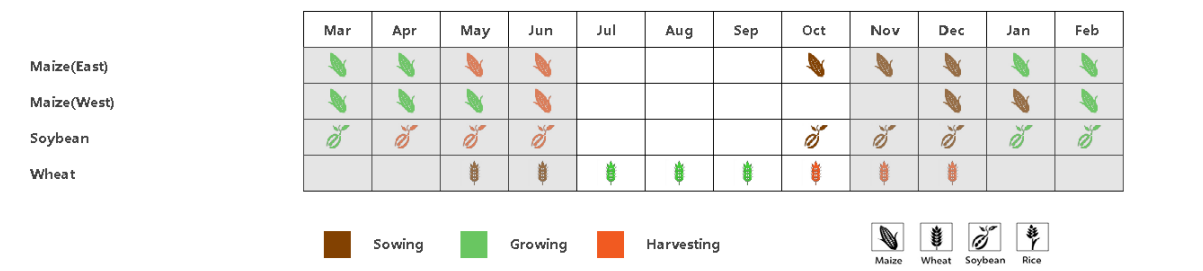 Mar Apr May Jun Jul Aug Sep Oct Nov Dec Jan Feb
Maize(East)
Maize(West)
Soybean
Wheat
Sowing Growing Harvesting
Maize Wheat Soybean Rice